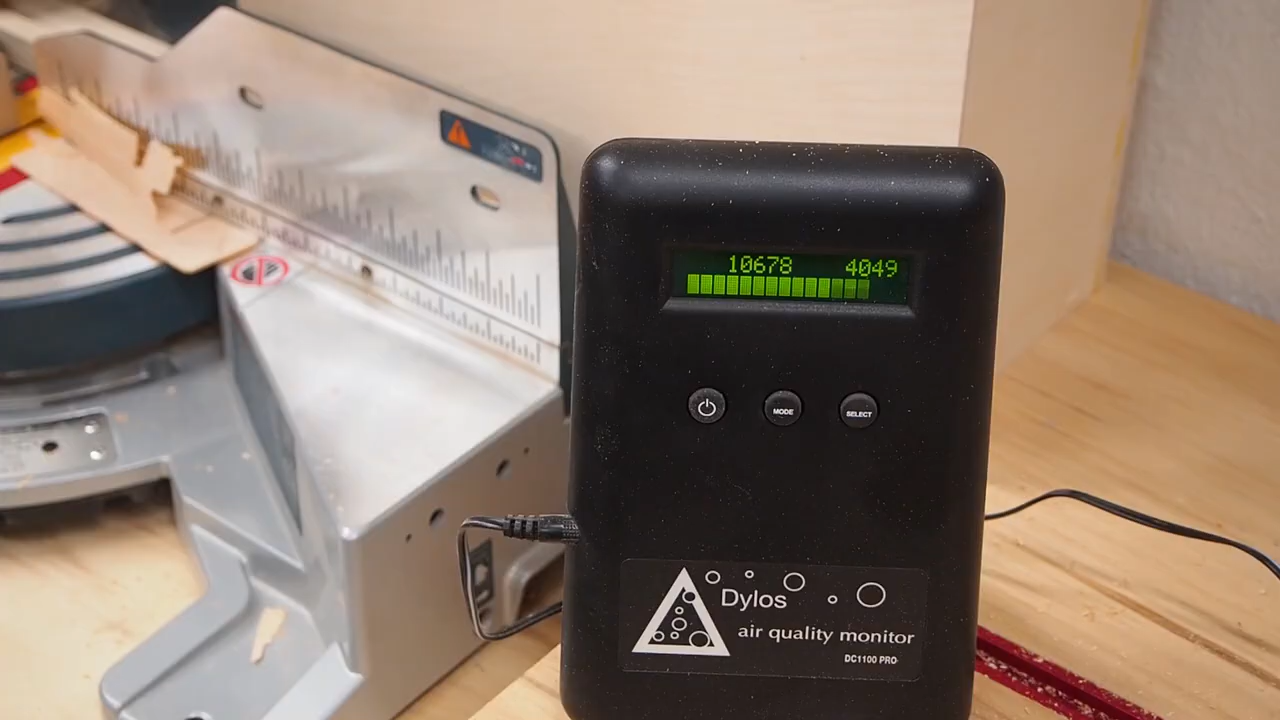 10678 4049
MODE SELECT
Dylos
air quality monitor
DC1100 PRO